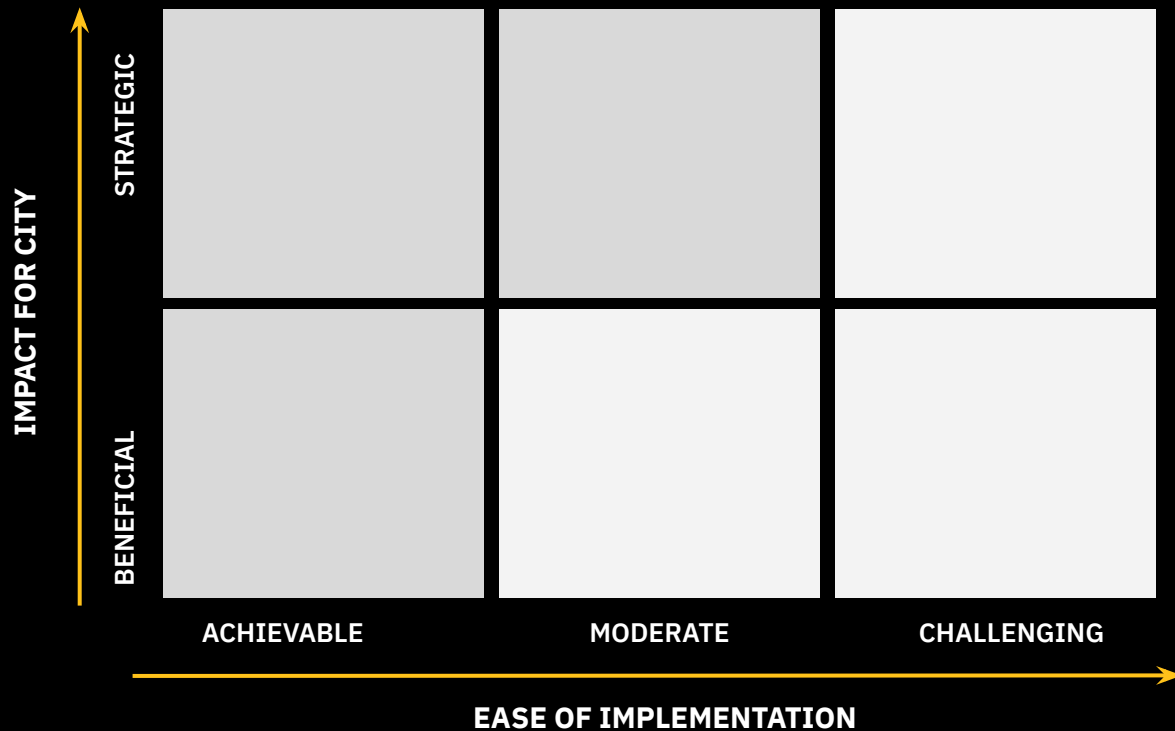 STRATEGIC
IMPACT FOR CITY
BENEFICIAL
ACHIEVABLE
MODERATE
CHALLENGING
EASE OF IMPLEMENTATION